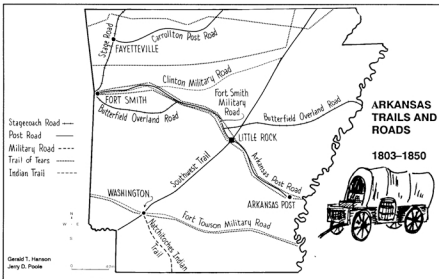 Stage Road
Carrollton Post Road
FAYETTEVILLE
Clinton Military Road
Fort Smith
Military
Road
FORT SMITH
Butterfield Overland Road
Butterfield Overland Road
LITTLE ROCK
Southwest Trail
Arkansas Post Road
ARKANSAS POST
WASHINGTON
Fort Towson Military Road
Natchitoches Indian
Trail
ARKANSAS
TRAILS AND
ROADS
1803–1850
Stagecoach Road
Post Road
Military Road
Trail of Tears
Indian Trail
N
W
S
Gerald T. Hanson
Jerry D. Poole